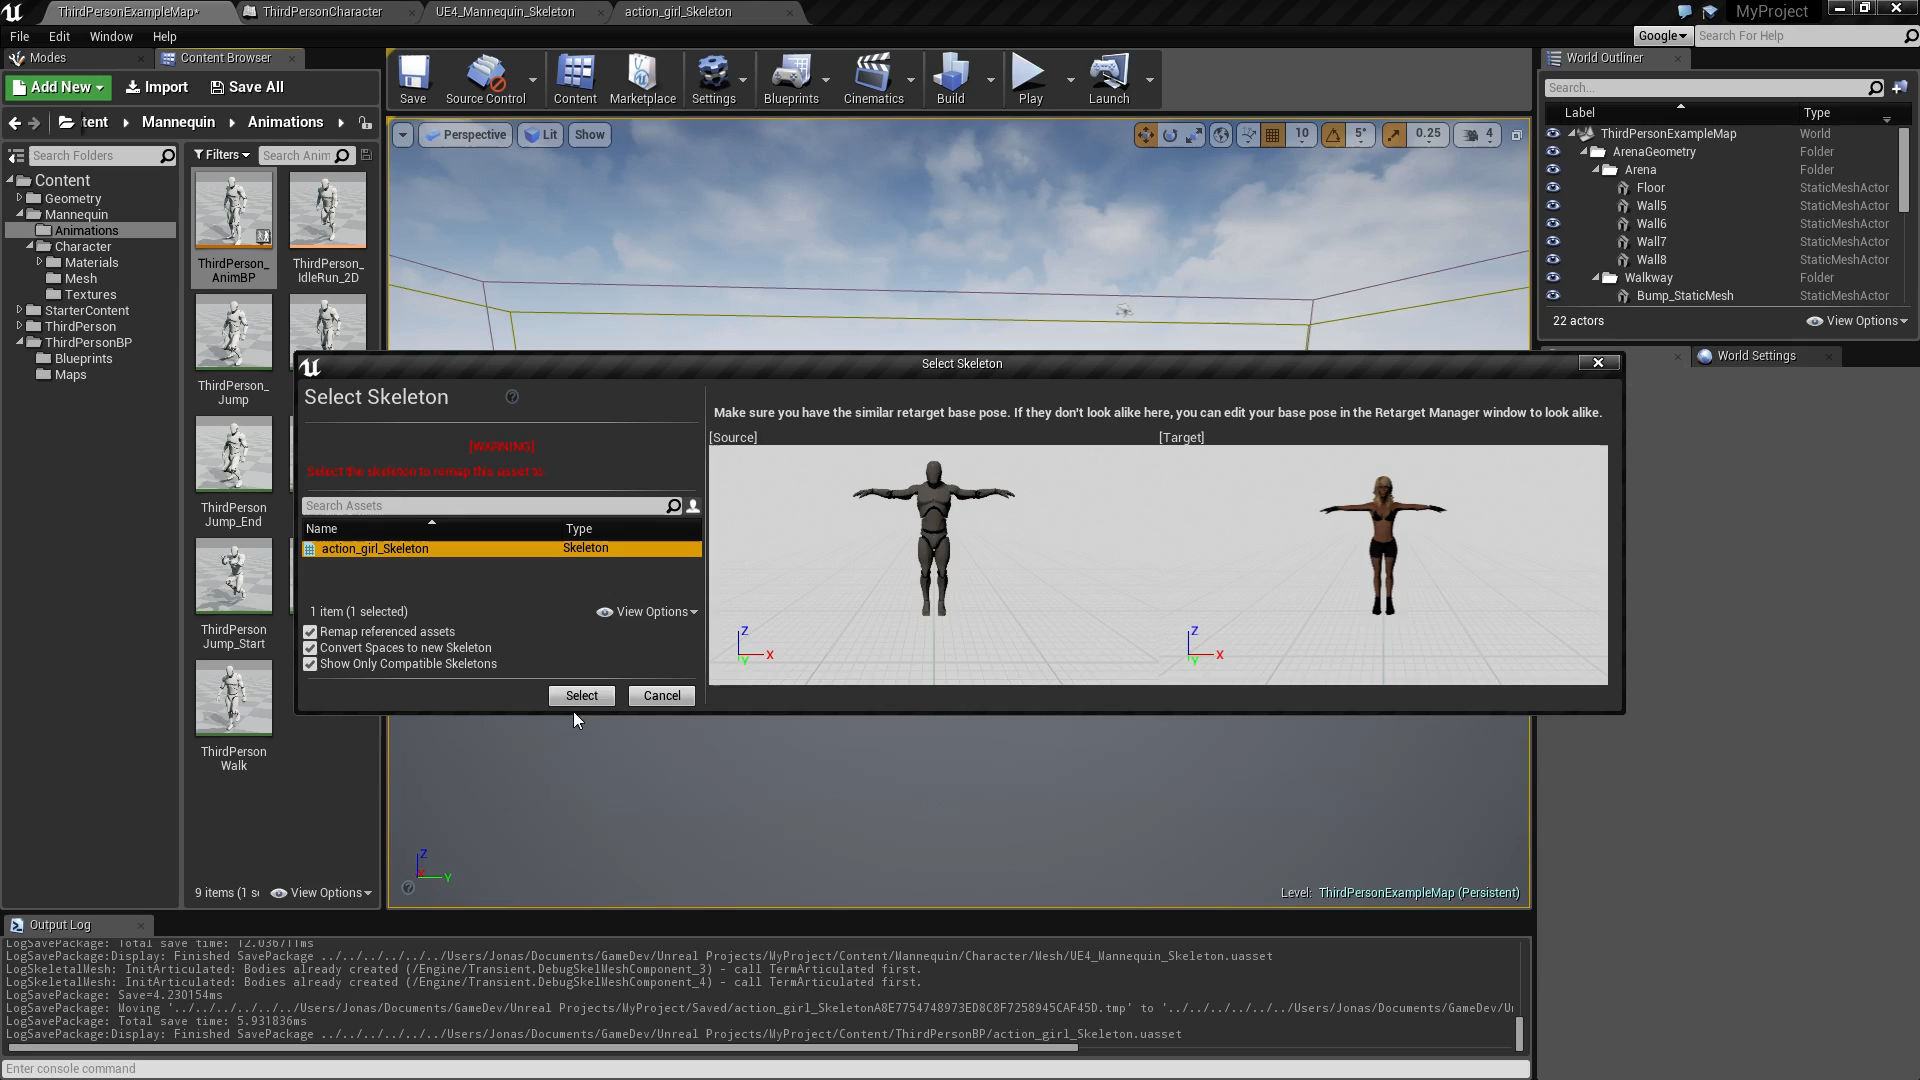 ThirdPersonExampleMap*
ThirdPersonCharacter
UE4_Mannequin_Skeleton
action_girl_Skeleton
MyProject
File Edit Window Help
Google
Search For Help
Modes
Content Browser
Add New
Import
Save All
tent
Mannequin
Animations
Search Folders
Filters
Search Anim
Content
Geometry
Mannequin
Animations
Character
Materials
Mesh
Textures
StarterContent
ThirdPerson
ThirdPersonBP
Blueprints
Maps
ThirdPerson_
AnimBP
ThirdPerson_
IdleRun_2D
ThirdPerson_
Jump
ThirdPerson
Jump_End
ThirdPerson
Jump_Start
ThirdPerson
Walk
9 items (1 s
View Options
Save
Source Control
Content
Marketplace
Settings
Blueprints
Cinematics
Build
Play
Launch
Perspective
Lit
Show
10
5°
0.25
4
World Outliner
Search...
Label Type
ThirdPersonExampleMap World
ArenaGeometry Folder
Arena Folder
Floor StaticMeshActor
Wall5 StaticMeshActor
Wall6 StaticMeshActor
Wall7 StaticMeshActor
Wall8 StaticMeshActor
Walkway Folder
Bump_StaticMesh StaticMeshActor
22 actors
View Options
World Settings
Select Skeleton
Select Skeleton
[WARNING]
Select the skeleton to remap this asset to
Search Assets
Name Type
action_girl_Skeleton Skeleton
1 item (1 selected)
View Options
Remap referenced assets
Convert Spaces to new Skeleton
Show Only Compatible Skeletons
Select
Cancel
Make sure you have the similar retarget base pose. If they don't look alike here, you can edit your base pose in the Retarget Manager window to look alike.
[Source]
[Target]
Z
X
Y
Z
X
Y
Z
X
Y
Level: ThirdPersonExampleMap (Persistent)
Output Log
LogSavePackage: Total save time: 12.036711ms
LogSavePackage:Display: Finished SavePackage ../../../../../Users/Jonas/Documents/GameDev/Unreal Projects/MyProject/Content/Mannequin/Character/Mesh/UE4_Mannequin_Skeleton.uasset
LogSkeletalMesh: InitArticulated: Bodies already created (/Engine/Transient.DebugSkelMeshComponent_3) - call TermArticulated first.
LogSkeletalMesh: InitArticulated: Bodies already created (/Engine/Transient.DebugSkelMeshComponent_4) - call TermArticulated first.
LogSavePackage: Save=4.230154ms
LogSavePackage: Moving '../../../../../Users/Jonas/Documents/GameDev/Unreal Projects/MyProject/Saved/action_girl_SkeletonA8E7754748973ED8C8F7258945CAF45D.tmp' to '../../../../../Users/Jonas/Documents/GameDev/Ur
LogSavePackage: Total save time: 5.931836ms
LogSavePackage:Display: Finished SavePackage ../../../../../Users/Jonas/Documents/GameDev/Unreal Projects/MyProject/Content/ThirdPersonBP/action_girl_Skeleton.uasset
Enter console command